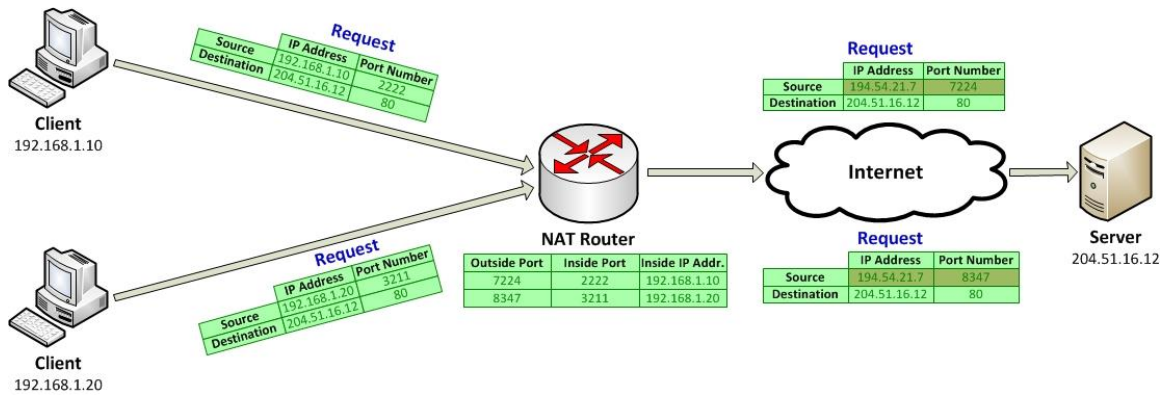 Request
IP Address Port Number
Source 192.168.1.10 2222
Destination 204.51.16.12 80
Client
192.168.1.10
Request
IP Address Port Number
Source 194.54.21.7 7224
Destination 204.51.16.12 80
Internet
NAT Router
Outside Port Inside Port Inside IP Addr.
7224 2222 192.168.1.10
8347 3211 192.168.1.20
Request
IP Address Port Number
Source 194.54.21.7 8347
Destination 204.51.16.12 80
Server
204.51.16.12
Request
IP Address Port Number
Source 192.168.1.20 3211
Destination 204.51.16.12 80
Client
192.168.1.20